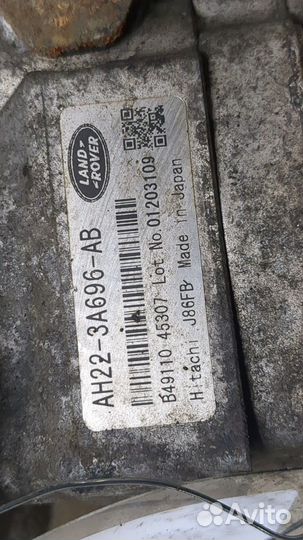 LAND-
-ROVER
AH22-3A696-AB
B49110 45307 Lot No.01203109
Hitachi J86FB Made in Japan
Avito